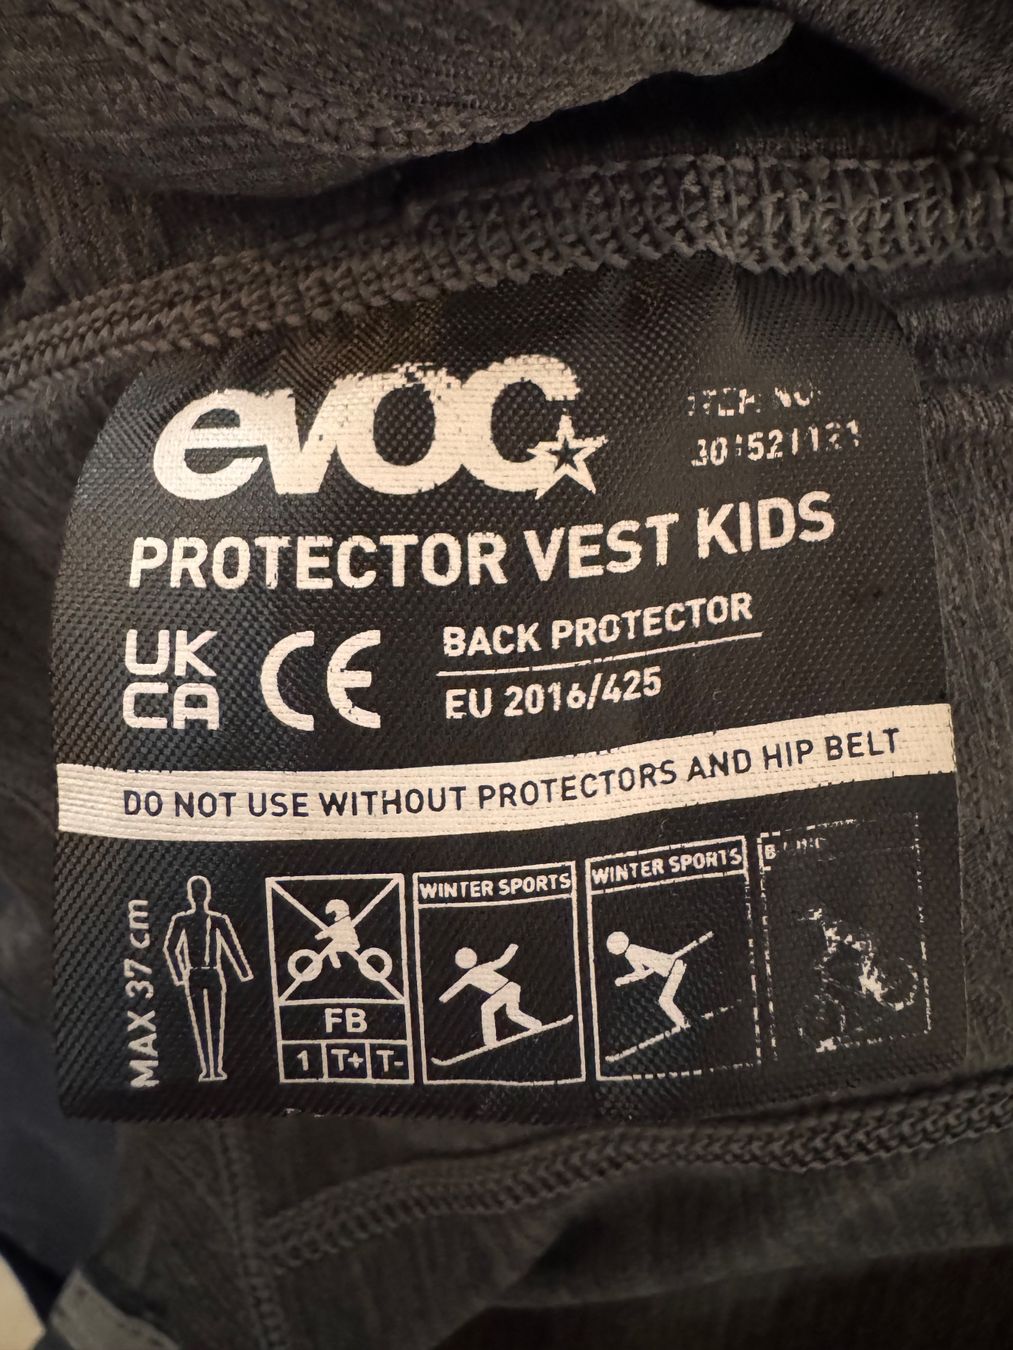 evoc
PROTECTOR VEST KIDS
UK
CA
CE
BACK PROTECTOR
EU 2016/425
DO NOT USE WITHOUT PROTECTORS AND HIP BELT
MAX 37 cm
FB
1 T+ T-
WINTER SPORTS
WINTER SPORTS